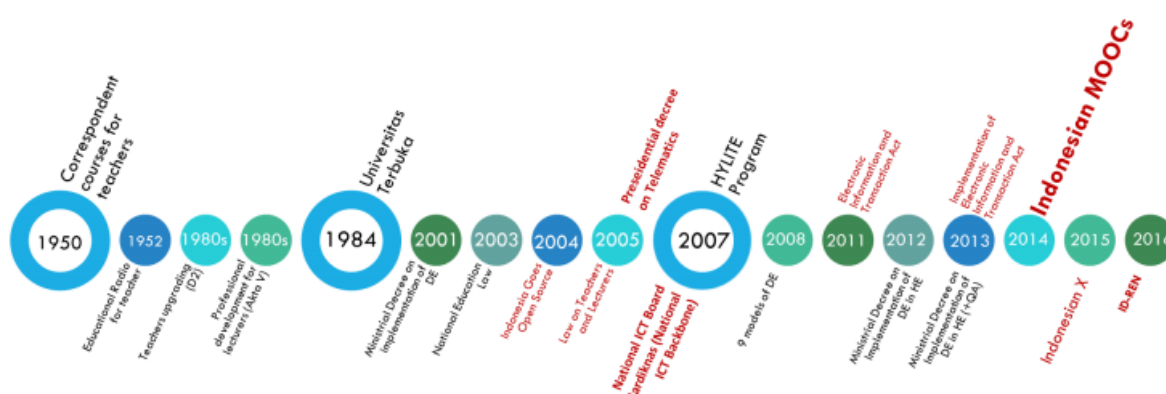 Correspondent
courses for
teachers
1950
1952
Educational Radio
for teacher
1980s
Teachers upgrading
(D2)
1980s
Professional
development for
lecturers (Akta V)
Universitas
Terbuka
1984
2001
Ministrial Decree on
implementation of
DE
2003
National Education
Law
2004
Indonesia Goes
Open Source
Preseidential decree
on Telematics
2005
Law on Teachers
and Lecturers
HYLITE
Program
2007
National ICT Board
ardiknas (National
ICT Backbone)
2008
9 models of DE
Electronic
Information and
Transaction Act
2011
2012
Ministrial Decree on
Implementation of
DE in HE
Implementation of
Electronic
Information and
Transaction Act
2013
Ministrial Decree on
Implementation of
DE in HE (+QA)
Indonesian MOOCs
2014
2015
Indonesian X
2016
ID-REN